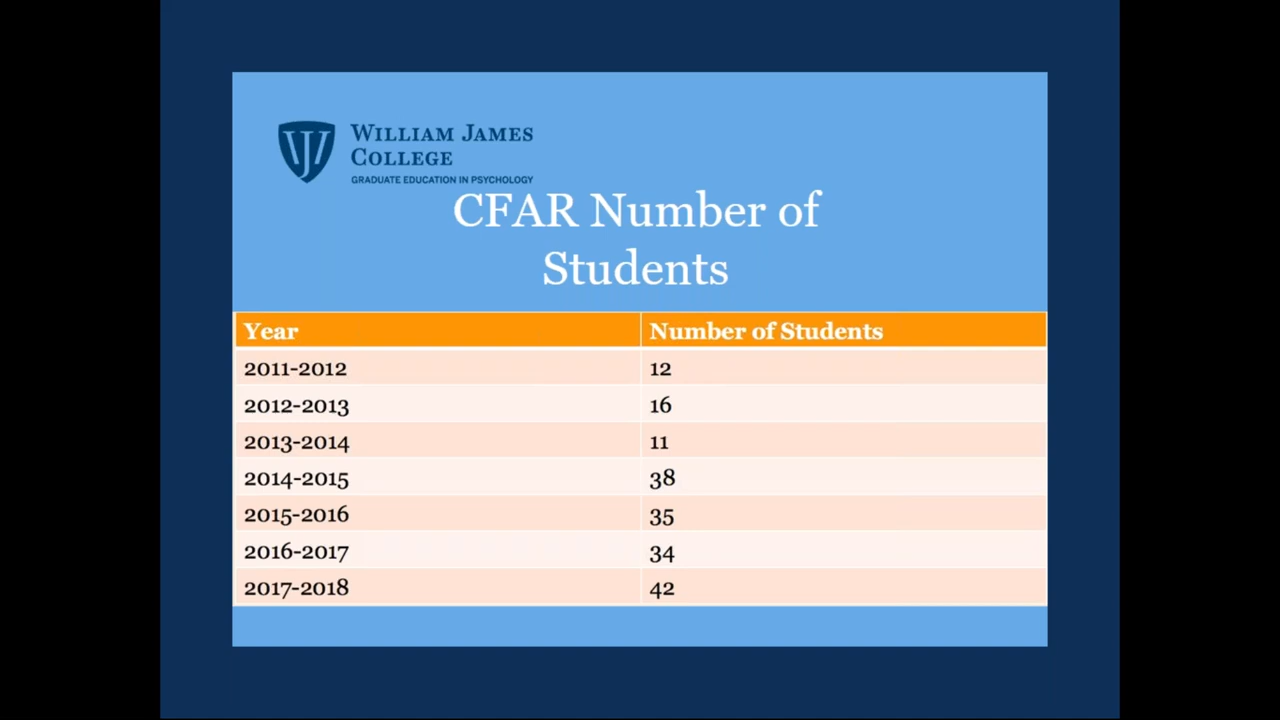 WILLIAM JAMES
COLLEGE
GRADUATE EDUCATION IN PSYCHOLOGY
CFAR Number of
Students
Year Number of Students
2011-2012 12
2012-2013 16
2013-2014 11
2014-2015 38
2015-2016 35
2016-2017 34
2017-2018 42